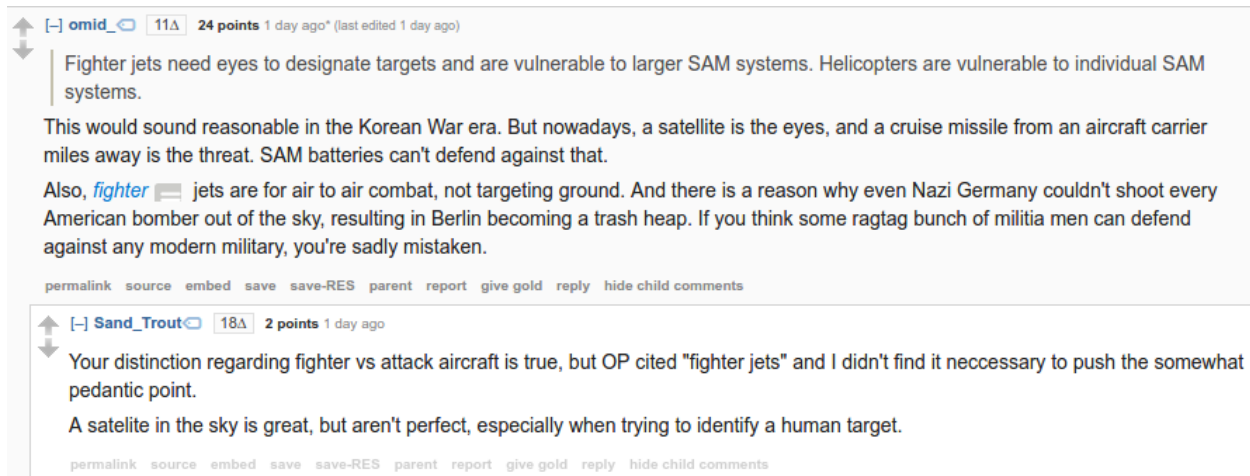 [–] omid_ 11Δ 24 points 1 day ago* (last edited 1 day ago)
Fighter jets need eyes to designate targets and are vulnerable to larger SAM systems. Helicopters are vulnerable to individual SAM
systems.
This would sound reasonable in the Korean War era. But nowadays, a satellite is the eyes, and a cruise missile from an aircraft carrier
miles away is the threat. SAM batteries can't defend against that.
Also, fighter jets are for air to air combat, not targeting ground. And there is a reason why even Nazi Germany couldn't shoot every
American bomber out of the sky, resulting in Berlin becoming a trash heap. If you think some ragtag bunch of militia men can defend
against any modern military, you're sadly mistaken.
permalink source embed save save-RES parent report give gold reply hide child comments
[–] Sand_Trout 18Δ 2 points 1 day ago
Your distinction regarding fighter vs attack aircraft is true, but OP cited "fighter jets" and I didn't find it neccessary to push the somewhat
pedantic point.
A satelite in the sky is great, but aren't perfect, especially when trying to identify a human target.
permalink source embed save save-RES parent report give gold reply hide child comments